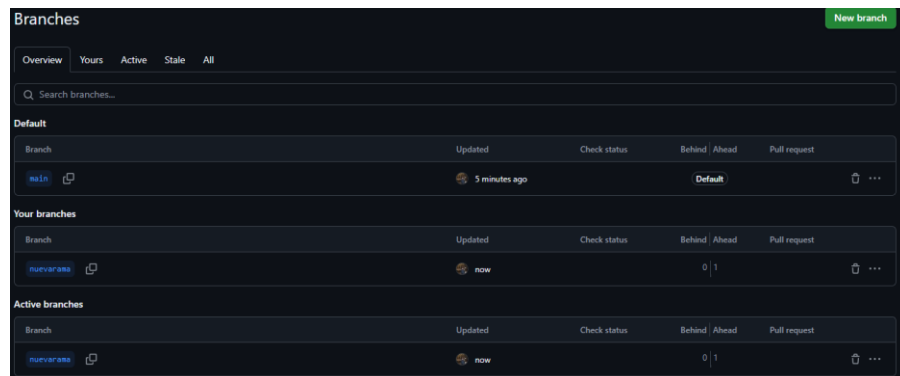 Branches New branch
Overview Yours Active Stale All
Search branches...
Default
Branch Updated Check status Behind Ahead Pull request
main 5 minutes ago Default
Your branches
Branch Updated Check status Behind Ahead Pull request
nuevarama now 0 1
Active branches
Branch Updated Check status Behind Ahead Pull request
nuevarama now 0 1